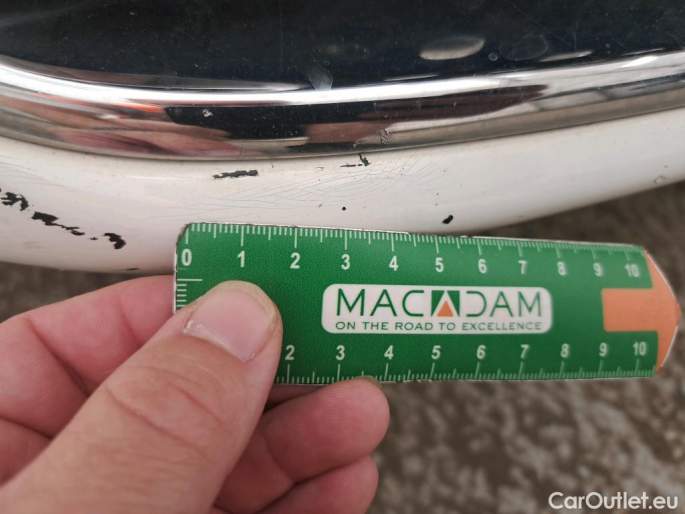 0 1 2 3 4 5 6 7 8 9 10
MACADAM
ON THE ROAD TO EXCELLENCE
2 3 4 5 6 7 8 9 10
CarOutlet.eu